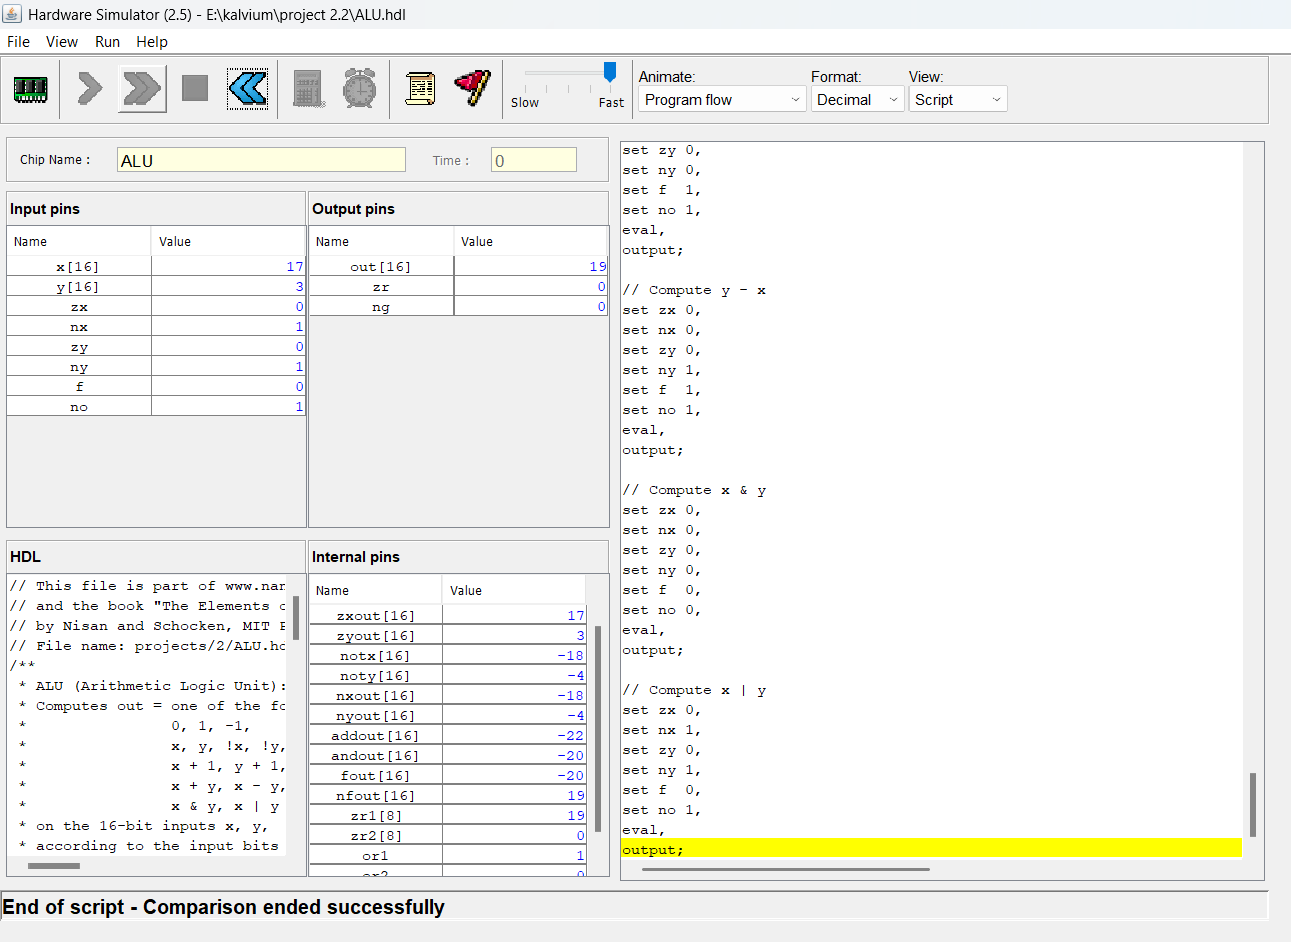 Hardware Simulator (2.5) - E:\kalvium\project 2.2\ALU.hdl
File View Run Help
Slow Fast
Animate: Format: View:
Program flow Decimal Script
Chip Name : ALU Time : 0
Input pins
Name Value
x[16] 17
y[16] 3
zx 0
nx 1
zy 0
ny 1
f 0
no 1
Output pins
Name Value
out[16] 19
zr 0
ng 0
HDL
// This file is part of www.nan
// and the book "The Elements o
// by Nisan and Schocken, MIT P
// File name: projects/2/ALU.hd
/**
* ALU (Arithmetic Logic Unit):
* Computes out = one of the fo
* 0, 1, -1,
* x, y, !x, !y,
* x + 1, y + 1,
* x + y, x - y,
* x & y, x | y
* on the 16-bit inputs x, y,
* according to the input bits
Internal pins
Name Value
zxout[16] 17
zyout[16] 3
notx[16] -18
noty[16] -4
nxout[16] -18
nyout[16] -4
addout[16] -22
andout[16] -20
fout[16] -20
nfout[16] 19
zr1[8] 19
zr2[8] 0
or1 1
or2 0
set zy 0,
set ny 0,
set f 1,
set no 1,
eval,
output;
// Compute y - x
set zx 0,
set nx 0,
set zy 0,
set ny 1,
set f 1,
set no 1,
eval,
output;
// Compute x & y
set zx 0,
set nx 0,
set zy 0,
set ny 0,
set f 0,
set no 0,
eval,
output;
// Compute x | y
set zx 0,
set nx 1,
set zy 0,
set ny 1,
set f 0,
set no 1,
eval,
output;
End of script - Comparison ended successfully